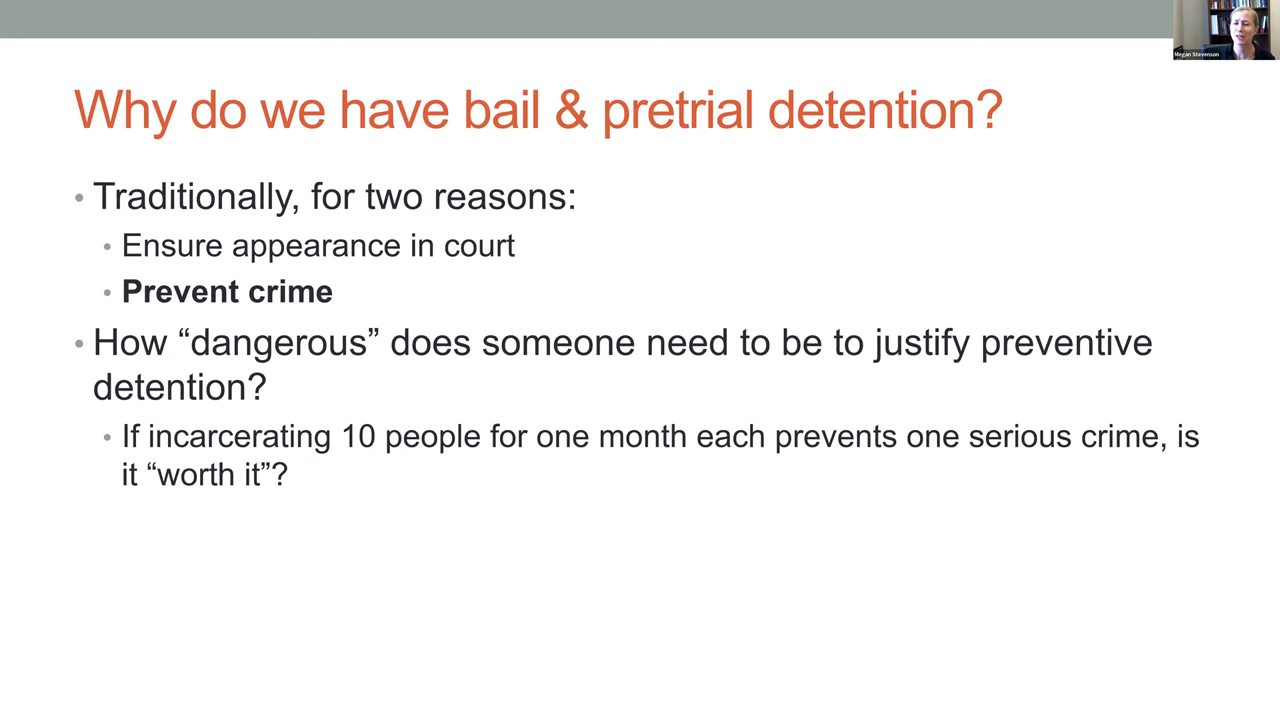 Megan Stevenson
Why do we have bail & pretrial detention?
• Traditionally, for two reasons:
• Ensure appearance in court
• Prevent crime
• How “dangerous” does someone need to be to justify preventive
detention?
• If incarcerating 10 people for one month each prevents one serious crime, is
it “worth it”?